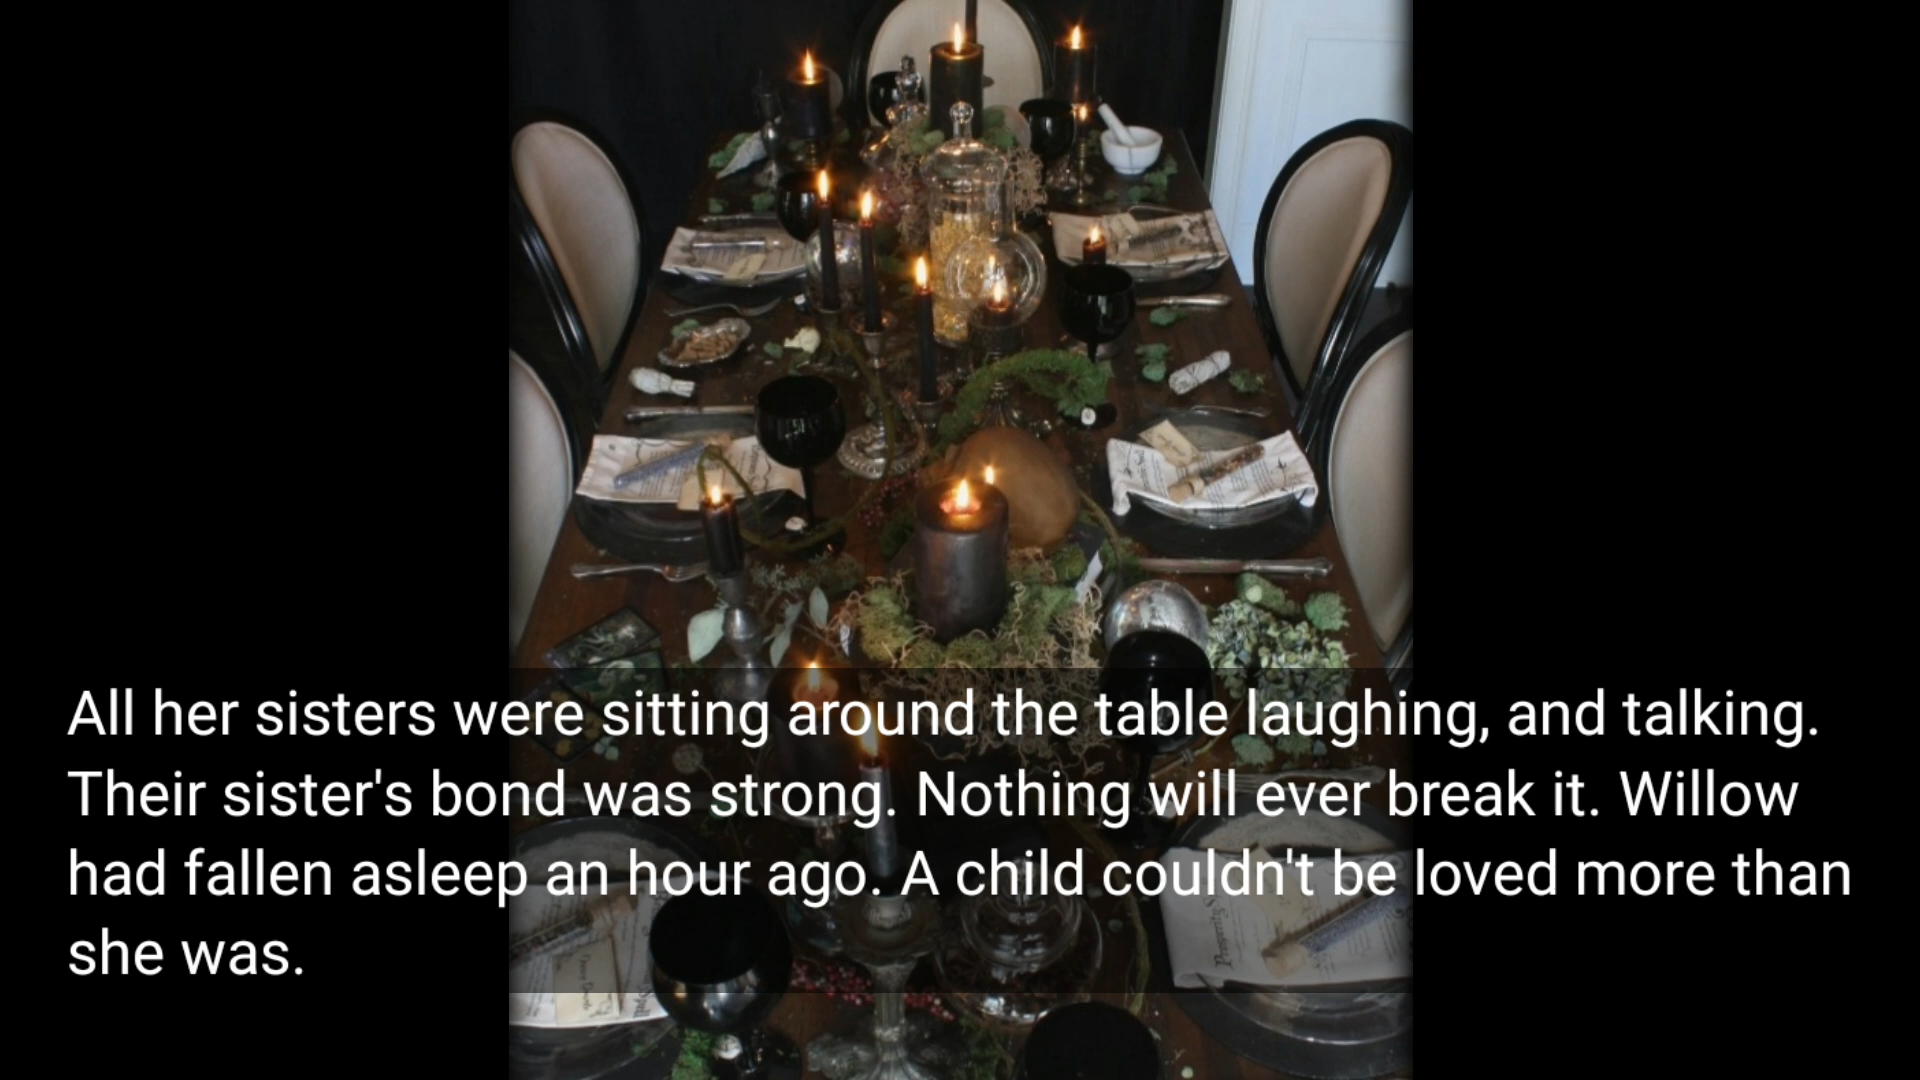 All her sisters were sitting around the table laughing, and talking.
Their sister's bond was strong. Nothing will ever break it. Willow
had fallen asleep an hour ago. A child couldn't be loved more than
she was.